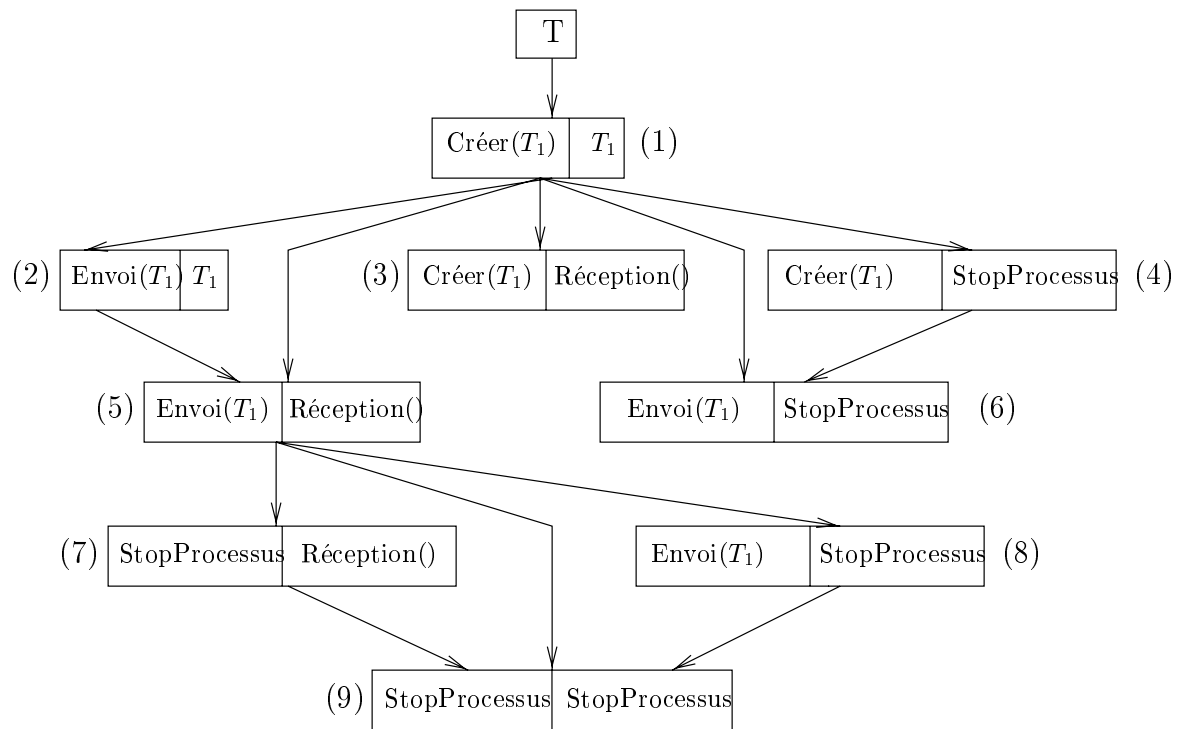 T
Créer(T₁) T₁ (1)
(2) Envoi(T₁) T₁ (3) Créer(T₁) Réception() Créer(T₁) StopProcessus (4)
(5) Envoi(T₁) Réception() Envoi(T₁) StopProcessus (6)
(7) StopProcessus Réception() Envoi(T₁) StopProcessus (8)
(9) StopProcessus StopProcessus